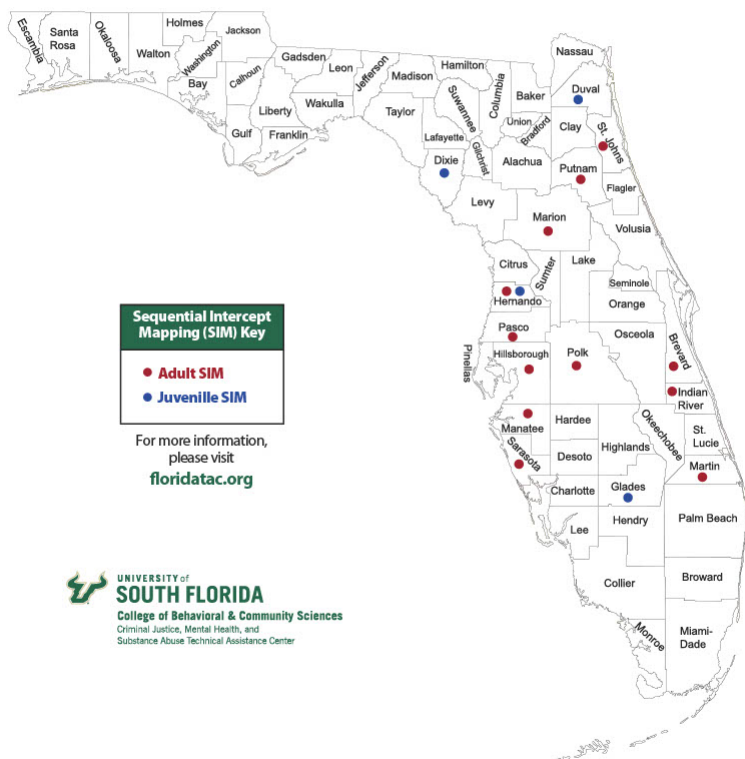 Escambia
Santa
Rosa
Okaloosa
Walton
Holmes
Washington
Jackson
Bay
Calhoun
Gulf
Gadsden
Liberty
Franklin
Leon
Wakulla
Jefferson
Madison
Taylor
Hamilton
Suwannee
Lafayette
Dixie
Columbia
Gilchrist
Baker
Union
Bradford
Alachua
Levy
Nassau
Duval
Clay
St. Johns
Putnam
Flagler
Marion
Volusia
Citrus
Sumter
Lake
Hernando
Seminole
Orange
Pasco
Osceola
Brevard
Pinellas
Hillsborough
Polk
Indian
River
Manatee
Hardee
Highlands
Okeechobee
St.
Lucie
Sarasota
Desoto
Martin
Charlotte
Glades
Lee
Hendry
Palm Beach
Collier
Broward
Monroe
Miami-
Dade
Sequential Intercept
Mapping (SIM) Key
Adult SIM
Juvenille SIM
For more information,
please visit
floridatac.org
UNIVERSITY of
SOUTH FLORIDA
College of Behavioral & Community Sciences
Criminal Justice, Mental Health, and
Substance Abuse Technical Assistance Center